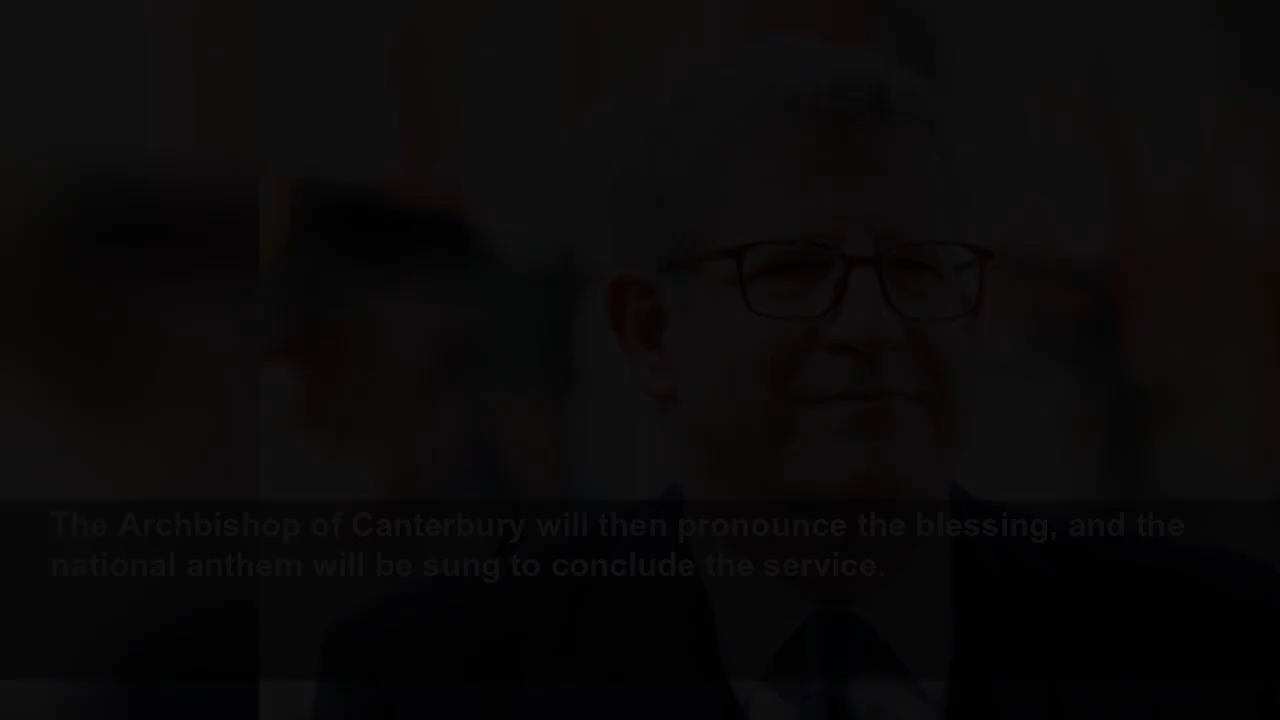 The Archbishop of Canterbury will then pronounce the blessing, and the
national anthem will be sung to conclude the service.